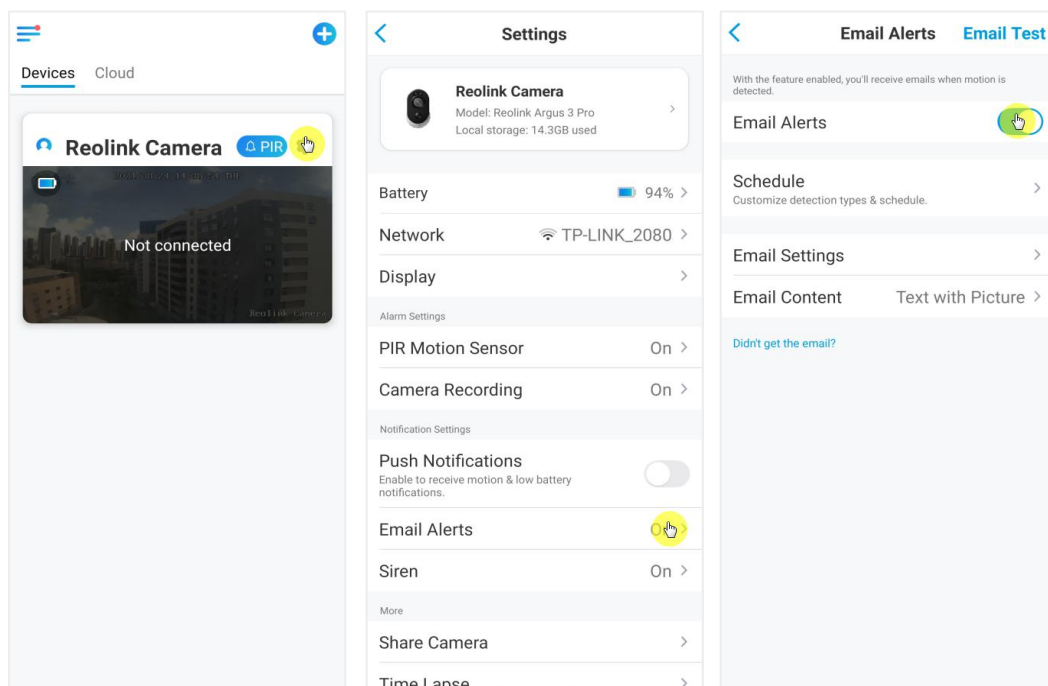 Devices
Cloud
Reolink Camera
PIR
Not connected
Reolink Camera
Settings
Reolink Camera
Model: Reolink Argus 3 Pro
Local storage: 14.3GB used
Battery
94%
Network
TP-LINK_2080
Display
Alarm Settings
PIR Motion Sensor
On
Camera Recording
On
Notification Settings
Push Notifications
Enable to receive motion & low battery
notifications.
Email Alerts
Siren
On
More
Share Camera
Time Lapse
Email Alerts
Email Test
With the feature enabled, you'll receive emails when motion is
detected.
Email Alerts
Schedule
Customize detection types & schedule.
Email Settings
Email Content
Text with Picture
Didn't get the email?